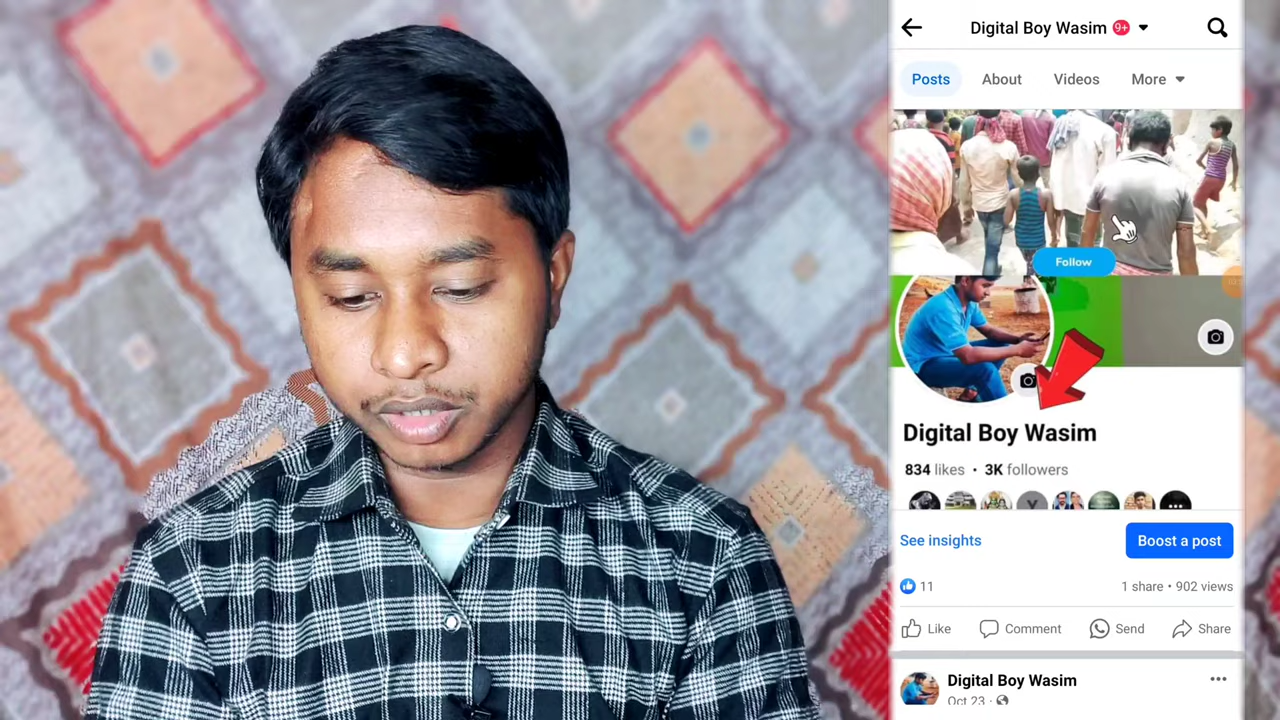 Digital Boy Wasim 9+
Posts About Videos More
Follow
Digital Boy Wasim
834 likes • 3K followers
See insights Boost a post
11 1 share • 902 views
Like Comment Send Share
Digital Boy Wasim
Oct 23 ·